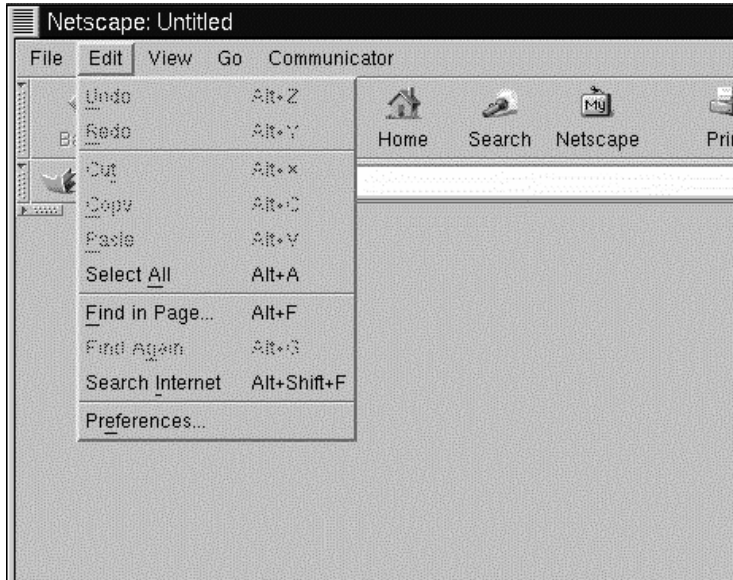 Netscape: Untitled
File Edit View Go Communicator
Undo Alt+Z
Redo Alt+Y
Cut Alt+X
Copy Alt+C
Paste Alt+V
Select All Alt+A
Find in Page... Alt+F
Find Again Alt+G
Search Internet Alt+Shift+F
Preferences...
Home Search Netscape
My